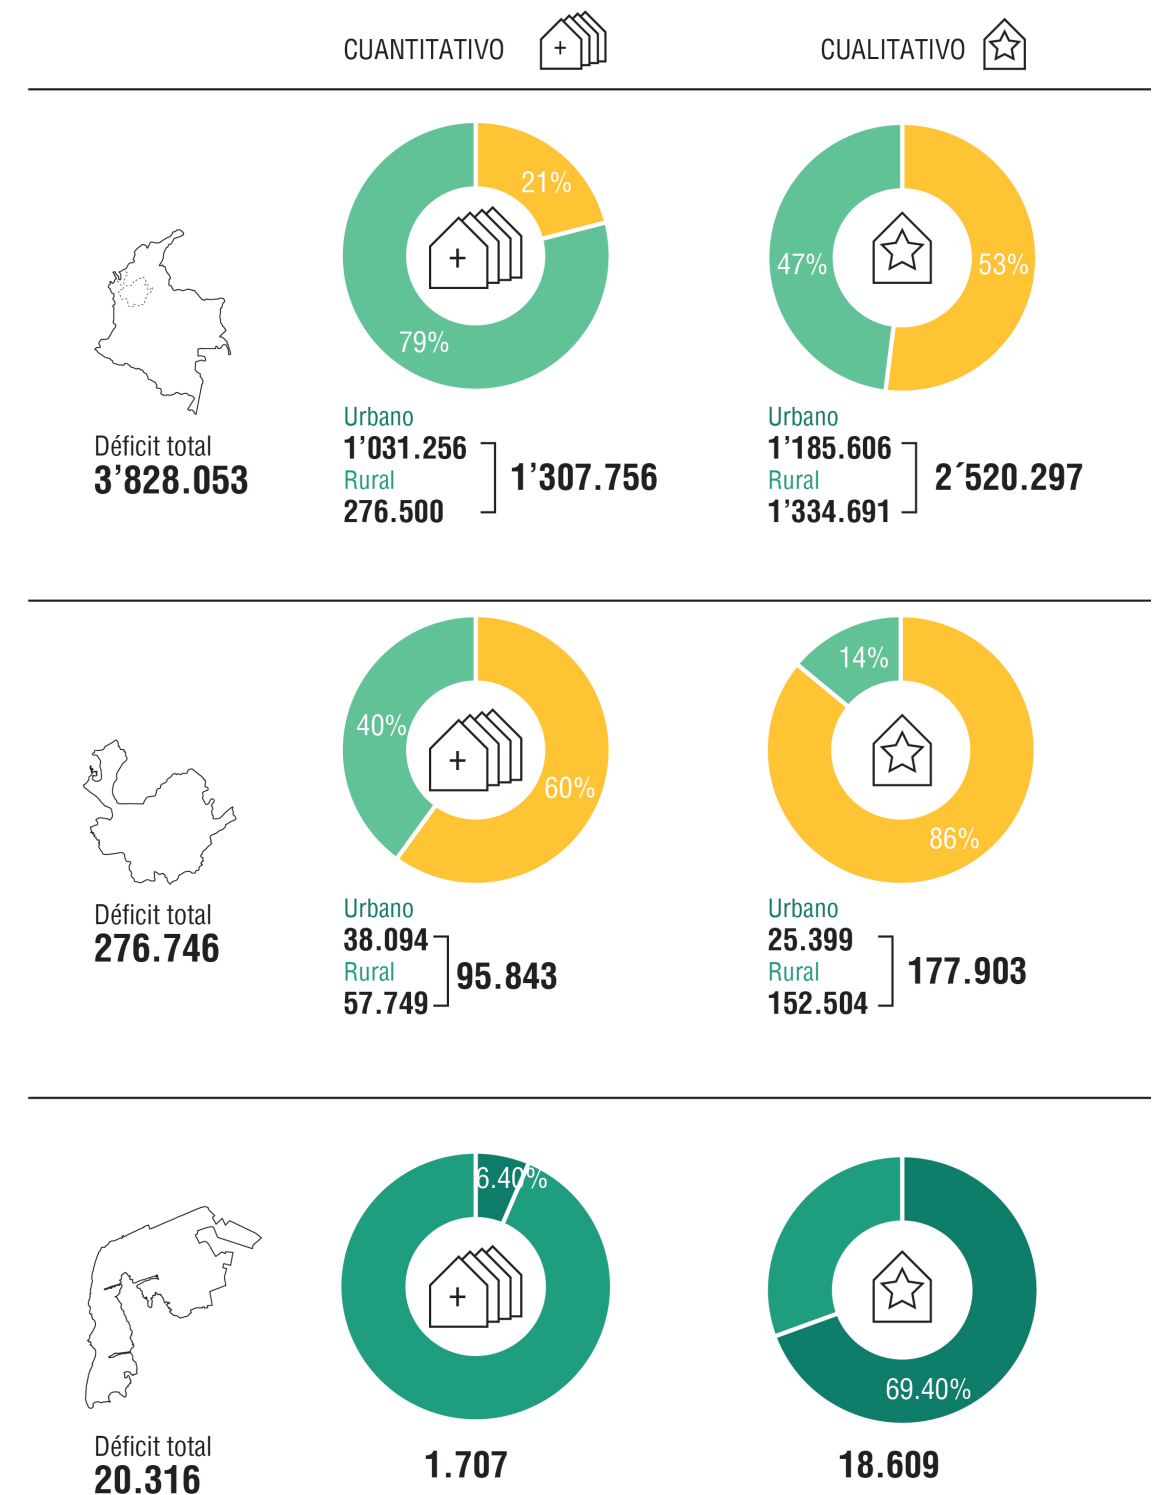 CUANTITATIVO
CUALITATIVO
21%
79%
47%
53%
Déficit total
3’828.053
Urbano
1’031.256
Rural
276.500
1’307.756
Urbano
1’185.606
Rural
1’334.691
2´520.297
40%
60%
14%
86%
Déficit total
276.746
Urbano
38.094
Rural
57.749
95.843
Urbano
25.399
Rural
152.504
177.903
6.40%
69.40%
Déficit total
20.316
1.707
18.609